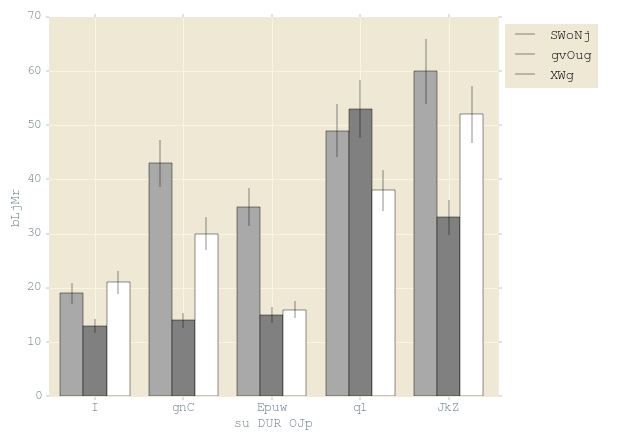 70
60
50
40
30
20
10
0
bLjMr
I gnC Epuw ql JkZ
su DUR OJp
SWoNj
gvOug
XWg